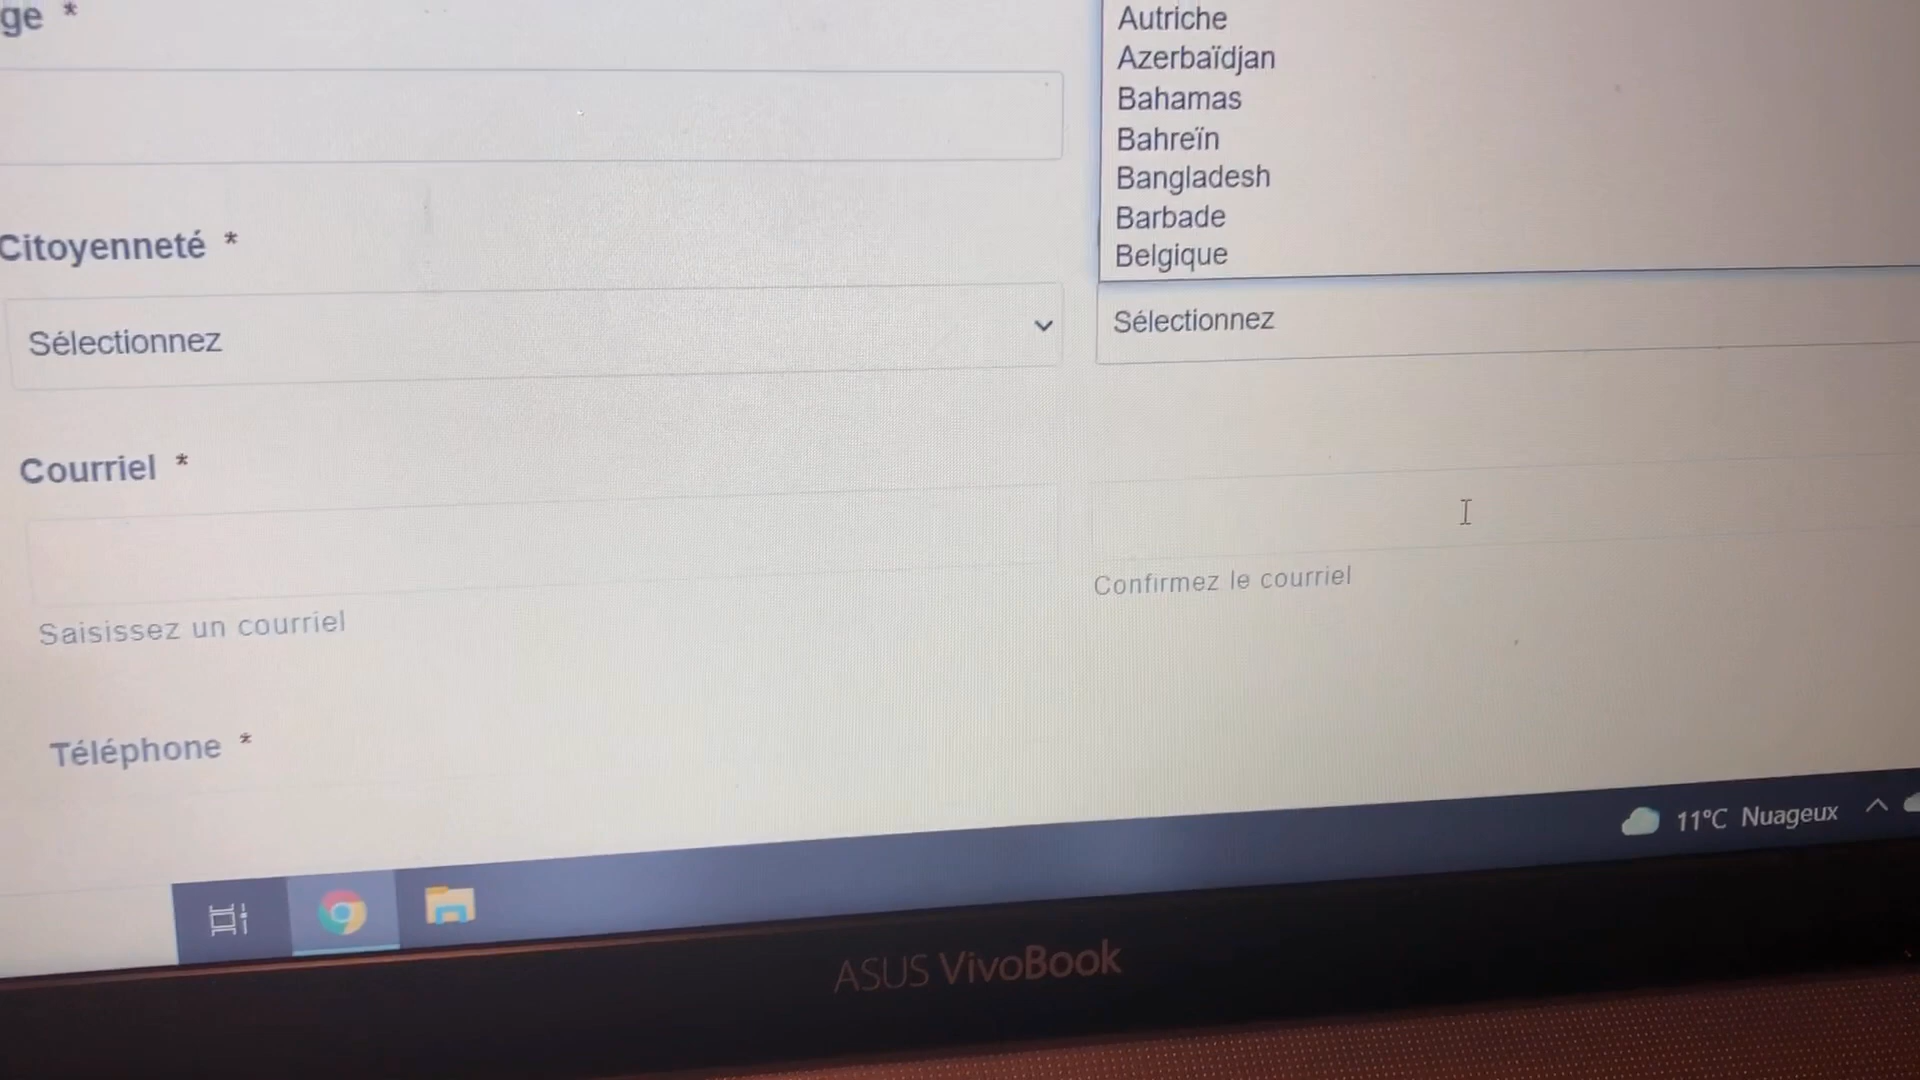 ge *
Autriche
Azerbaïdjan
Bahamas
Bahreïn
Bangladesh
Barbade
Belgique
Citoyenneté *
Sélectionnez
Sélectionnez
Courriel *
Saisissez un courriel
Confirmez le courriel
Téléphone *
11°C Nuageux
ASUS VivoBook